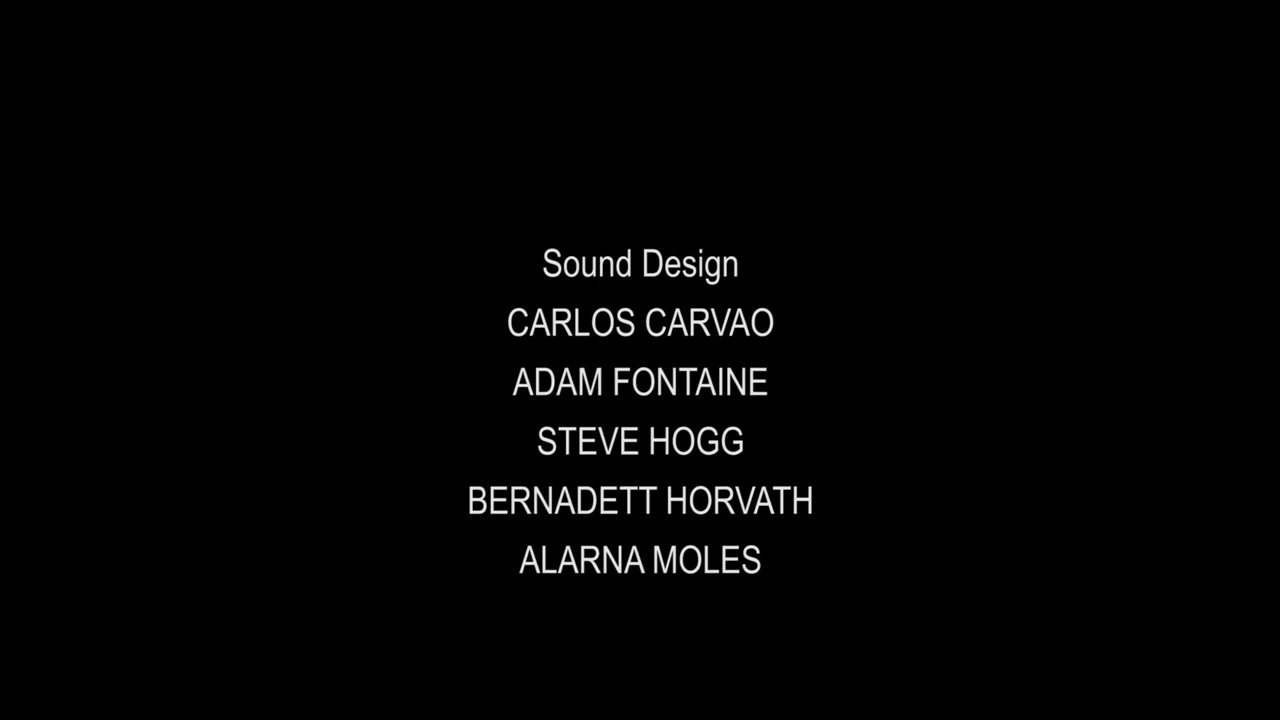 Sound Design
CARLOS CARVAO
ADAM FONTAINE
STEVE HOGG
BERNADETT HORVATH
ALARNA MOLES